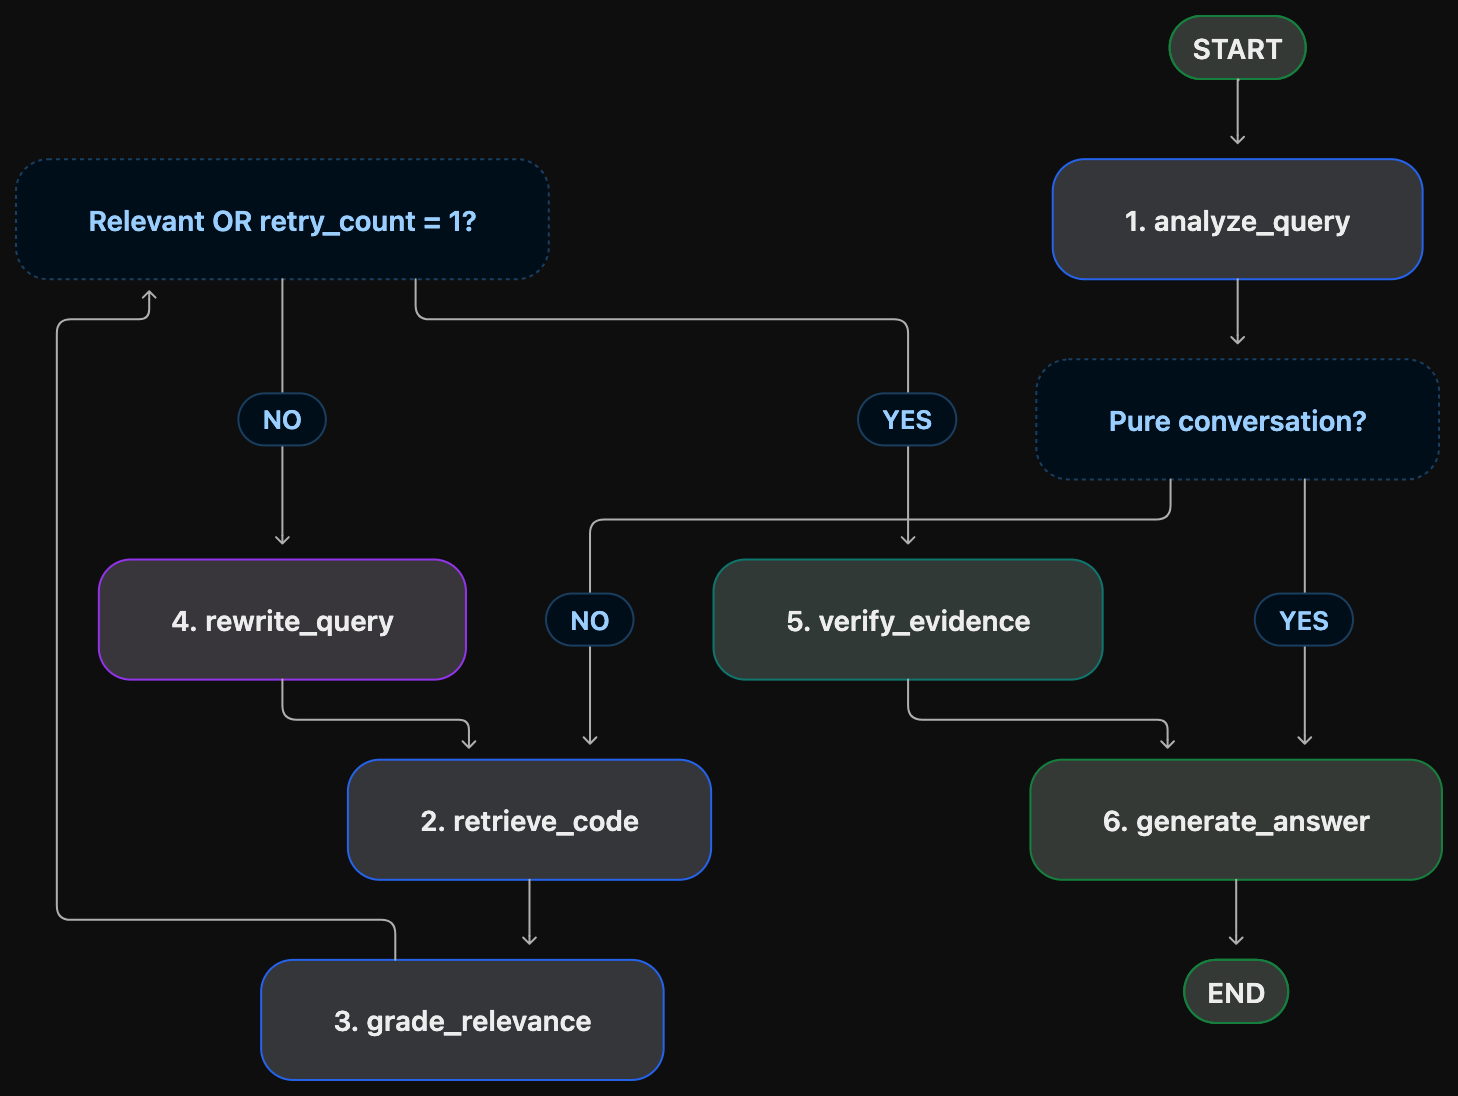 START
1. analyze_query
Relevant OR retry_count = 1?
Pure conversation?
NO
YES
4. rewrite_query
NO
5. verify_evidence
YES
2. retrieve_code
6. generate_answer
3. grade_relevance
END